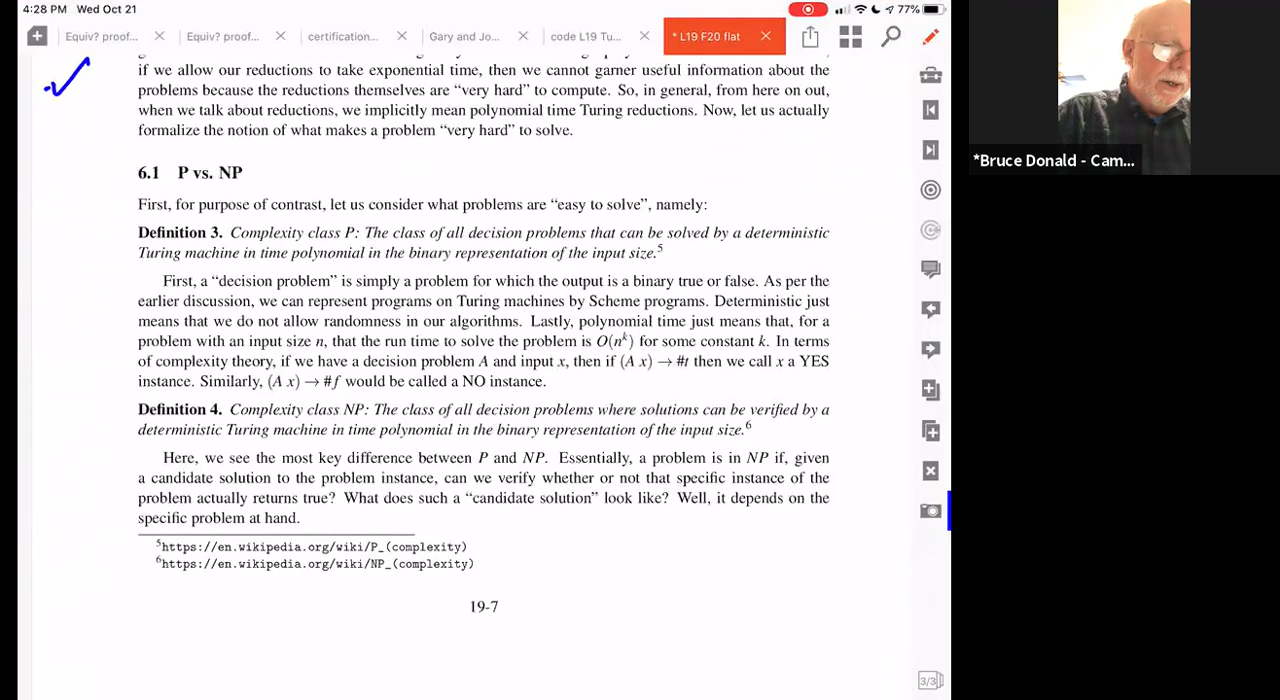 4:28 PM Wed Oct 21
77%
Equiv? proof...
Equiv? proof...
certification...
Gary and Jo...
code L19 Tu...
* L19 F20 flat
if we allow our reductions to take exponential time, then we cannot garner useful information about the
problems because the reductions themselves are “very hard” to compute. So, in general, from here on out,
when we talk about reductions, we implicitly mean polynomial time Turing reductions. Now, let us actually
formalize the notion of what makes a problem “very hard” to solve.
6.1 P vs. NP
First, for purpose of contrast, let us consider what problems are “easy to solve”, namely:
Definition 3. Complexity class P: The class of all decision problems that can be solved by a deterministic
Turing machine in time polynomial in the binary representation of the input size.5
First, a “decision problem” is simply a problem for which the output is a binary true or false. As per the
earlier discussion, we can represent programs on Turing machines by Scheme programs. Deterministic just
means that we do not allow randomness in our algorithms. Lastly, polynomial time just means that, for a
problem with an input size n, that the run time to solve the problem is O(n^k) for some constant k. In terms
of complexity theory, if we have a decision problem A and input x, then if (A x) → #t then we call x a YES
instance. Similarly, (A x) → #f would be called a NO instance.
Definition 4. Complexity class NP: The class of all decision problems where solutions can be verified by a
deterministic Turing machine in time polynomial in the binary representation of the input size.6
Here, we see the most key difference between P and NP. Essentially, a problem is in NP if, given
a candidate solution to the problem instance, can we verify whether or not that specific instance of the
problem actually returns true? What does such a “candidate solution” look like? Well, it depends on the
specific problem at hand.
5https://en.wikipedia.org/wiki/P_(complexity)
6https://en.wikipedia.org/wiki/NP_(complexity)
19-7
3/3
*Bruce Donald - Cam...